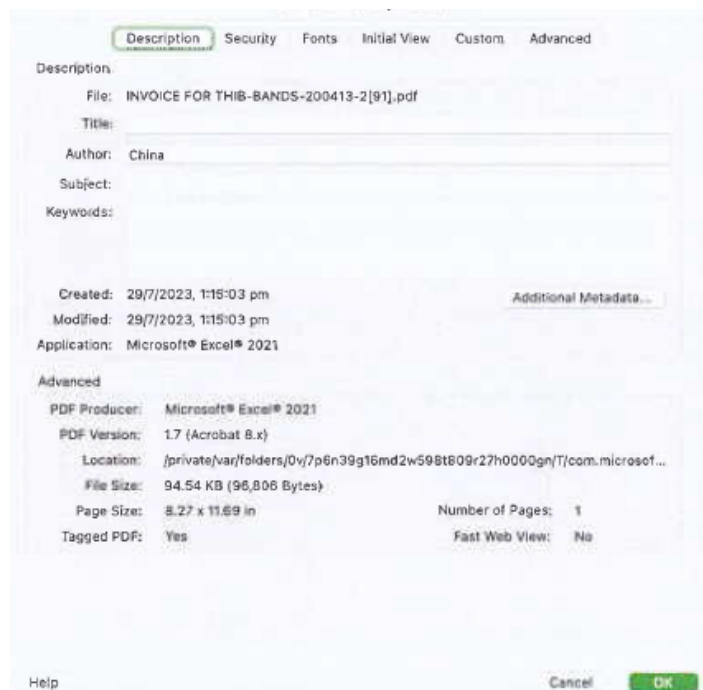 Description Security Fonts Initial View Custom Advanced
Description
File: INVOICE FOR THIB-BANDS-200413-2[91].pdf
Title:
Author: China
Subject:
Keywords:
Created: 29/7/2023, 1:15:03 pm Additional Metadata...
Modified: 29/7/2023, 1:15:03 pm
Application: Microsoft® Excel® 2021
Advanced
PDF Producer: Microsoft® Excel® 2021
PDF Version: 1.7 (Acrobat 8.x)
Location: /private/var/folders/0v/7p6n39g16md2w598t809r27h0000gn/T/com.microsof...
File Size: 94.54 KB (96,806 Bytes)
Page Size: 8.27 x 11.69 in Number of Pages: 1
Tagged PDF: Yes Fast Web View: No
Help Cancel OK